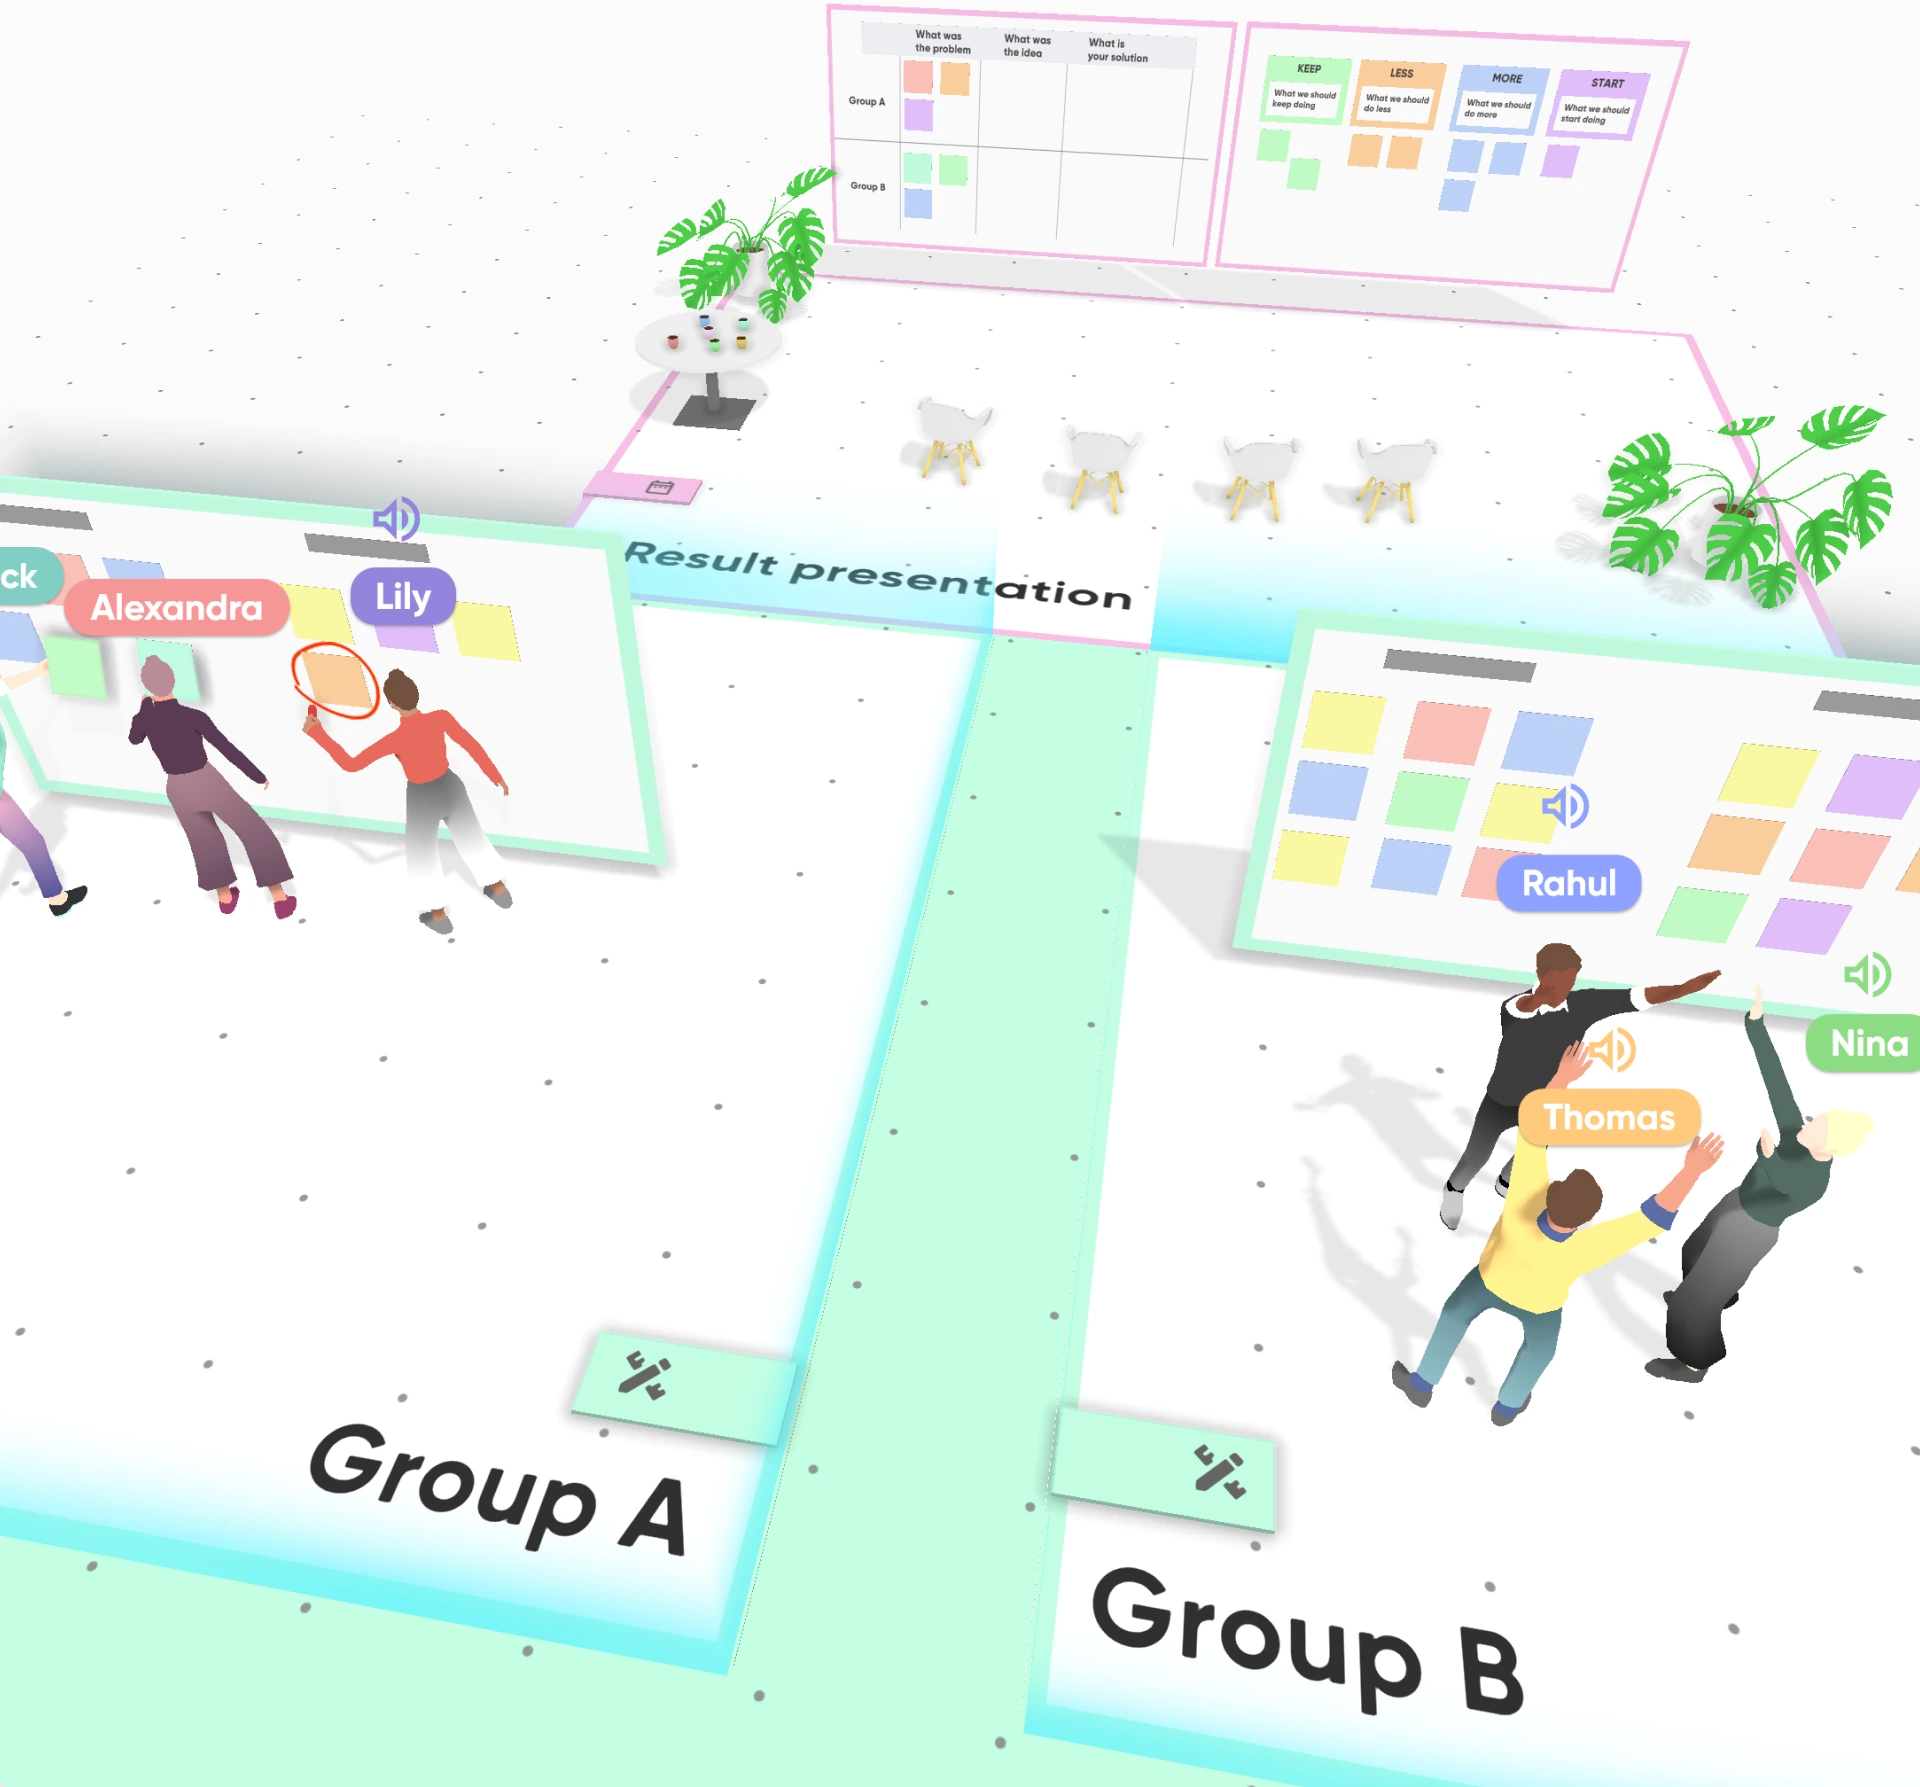 What was
the problem
What was
the idea
What is
your solution
Group A
Group B
KEEP
What we should
keep doing
LESS
What we should
do less
MORE
What we should
do more
START
What we should
start doing
Result presentation
ck
Alexandra
Lily
Rahul
Nina
Thomas
Group A
Group B